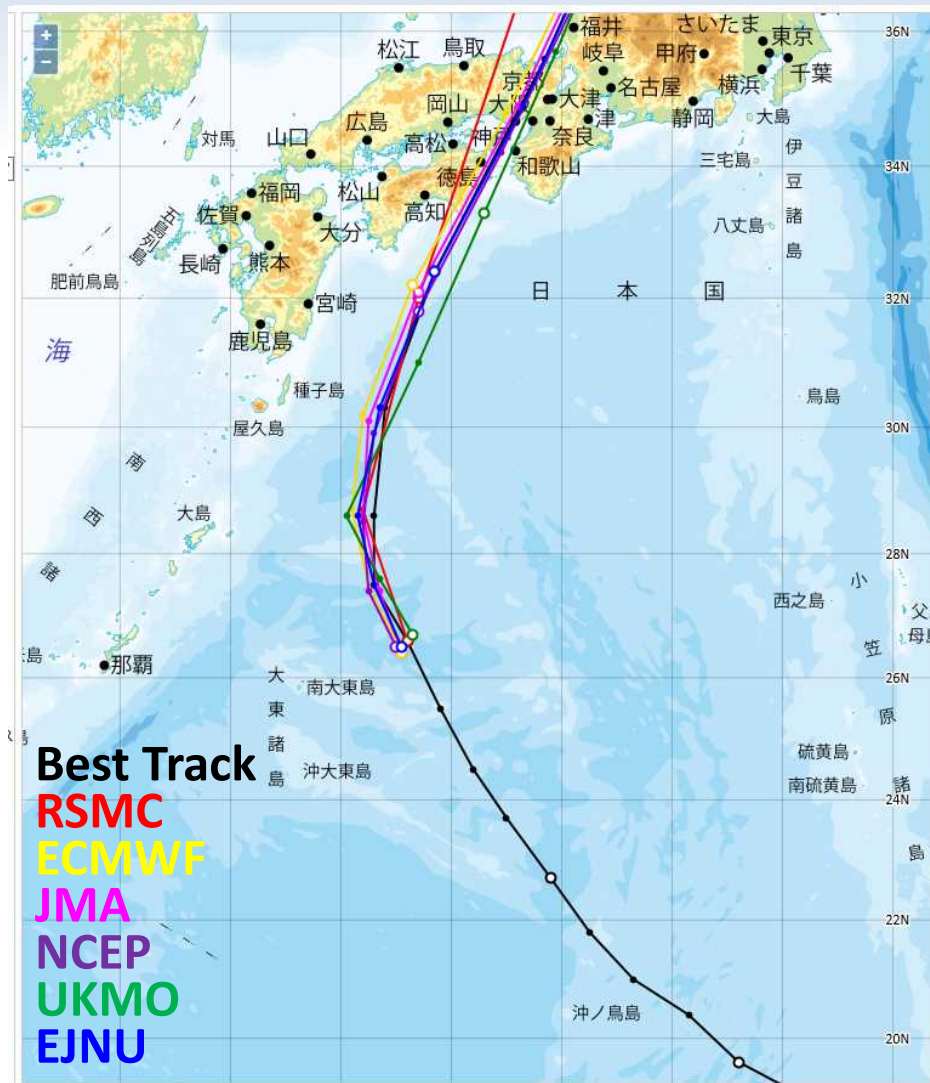 +
−
36N
34N
32N
30N
28N
26N
24N
22N
20N
福井
さいたま
東京
松江
鳥取
岐阜
甲府
千葉
横浜
京都
名古屋
大津
岡山
静岡
大島
対馬
山口
広島
神戸
津
奈良
高松
和歌山
三宅島
伊豆諸島
徳島
松山
福岡
高知
佐賀
大分
八丈島
五島列島
長崎
熊本
肥前鳥島
日本国
宮崎
海
鹿児島
種子島
鳥島
屋久島
南西諸島
大島
小笠原諸島
西之島
父
母島
那覇
大東諸島
南大東島
硫黄島
沖大東島
南硫黄島
沖ノ鳥島
Best Track
RSMC
ECMWF
JMA
NCEP
UKMO
EJNU